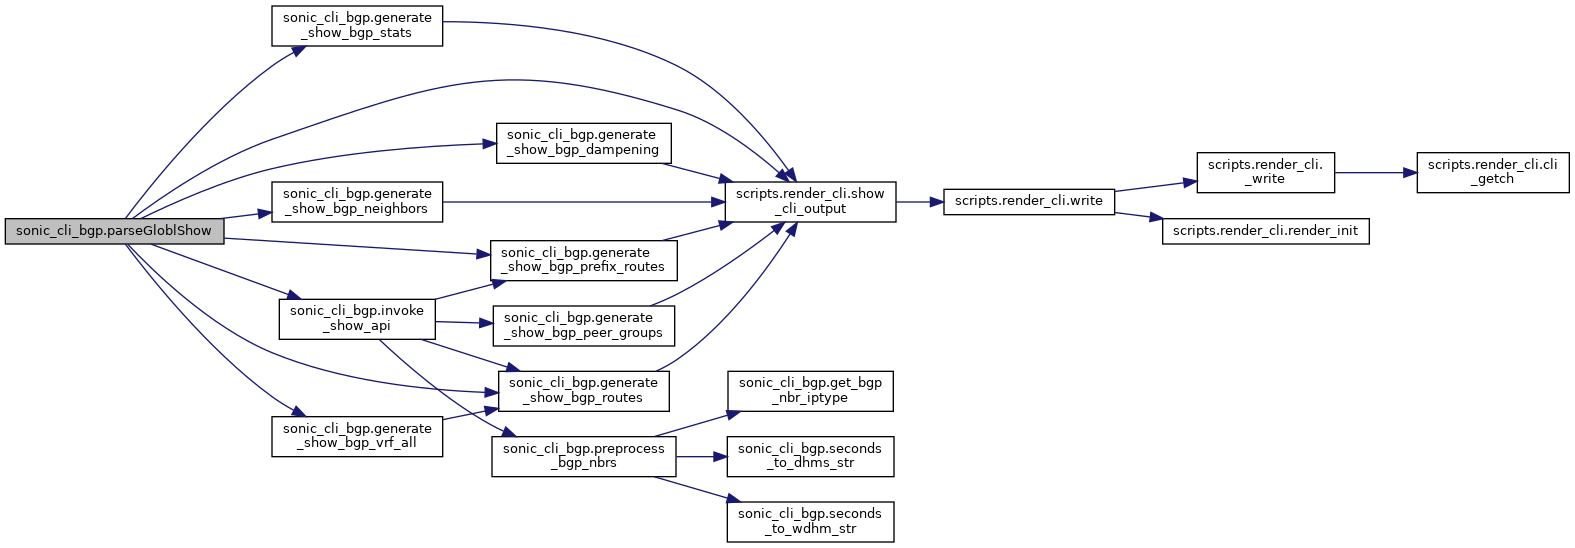 sonic_cli_bgp.generate
_show_bgp_stats
sonic_cli_bgp.generate
_show_bgp_dampening
scripts.render_cli.
_write
scripts.render_cli.cli
_getch
sonic_cli_bgp.generate
_show_bgp_neighbors
scripts.render_cli.show
_cli_output
scripts.render_cli.write
sonic_cli_bgp.parseGloblShow
scripts.render_cli.render_init
sonic_cli_bgp.generate
_show_bgp_prefix_routes
sonic_cli_bgp.invoke
_show_api
sonic_cli_bgp.generate
_show_bgp_peer_groups
sonic_cli_bgp.generate
_show_bgp_routes
sonic_cli_bgp.get_bgp
_nbr_iptype
sonic_cli_bgp.generate
_show_bgp_vrf_all
sonic_cli_bgp.preprocess
_bgp_nbrs
sonic_cli_bgp.seconds
_to_dhms_str
sonic_cli_bgp.seconds
_to_wdhm_str